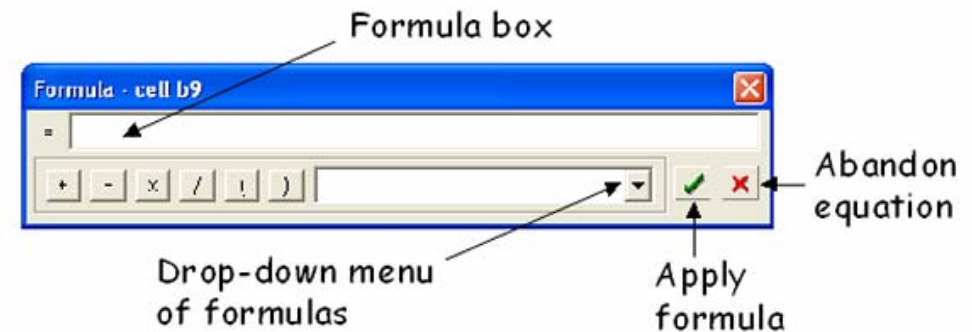 Formula box
Formula - cell b9
=
+ - x / ( )
Abandon
equation
Drop-down menu
of formulas
Apply
formula